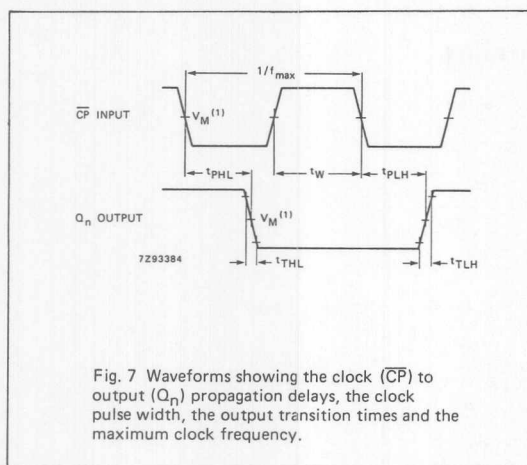 1/fmax
CP INPUT
VM(1)
tPHL
tW
tPLH
Qn OUTPUT
VM(1)
7Z93384
tTHL
tTLH
Fig. 7 Waveforms showing the clock (CP) to
output (Qn) propagation delays, the clock
pulse width, the output transition times and the
maximum clock frequency.